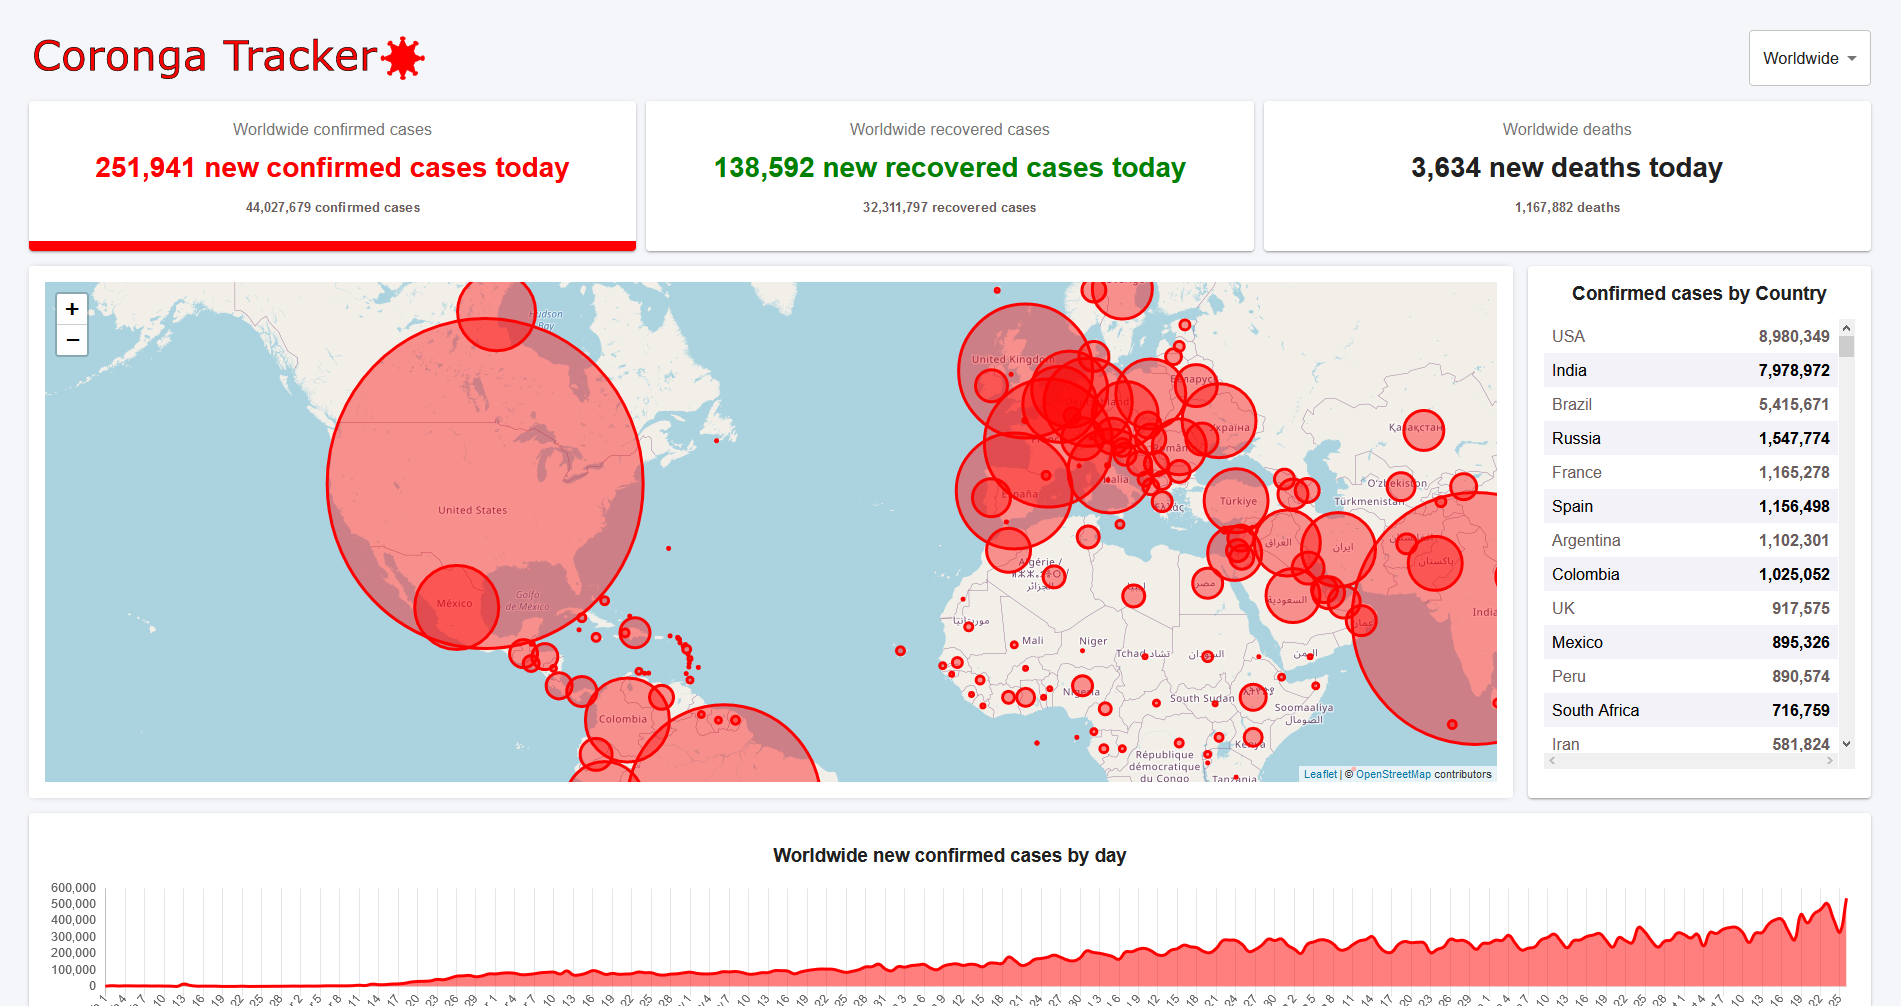 Coronga Tracker
Worldwide
Worldwide confirmed cases
251,941 new confirmed cases today
44,027,679 confirmed cases
Worldwide recovered cases
138,592 new recovered cases today
32,311,797 recovered cases
Worldwide deaths
3,634 new deaths today
1,167,882 deaths
+
−
Hudson
Bay
United States
México
Golfo
de México
Colombia
United Kingdom
Беларусь
Україна
România
Italia
España
Türkiye
Қазақстан
Türkmenistan
Algérie /
الجزائر
ليبيا
مصر
العراق
ایران
السعودية
عمان
پاکستان
India
موريتانيا
Mali
Niger
Tchad تشاد
السودان
اليمن
Nigeria
South Sudan
Soomaaliya
الصومال
Kenya
République
démocratique
du Congo
Tanzania
Leaflet | © OpenStreetMap contributors
Confirmed cases by Country
USA 8,980,349
India 7,978,972
Brazil 5,415,671
Russia 1,547,774
France 1,165,278
Spain 1,156,498
Argentina 1,102,301
Colombia 1,025,052
UK 917,575
Mexico 895,326
Peru 890,574
South Africa 716,759
Iran 581,824
Worldwide new confirmed cases by day
600,000
500,000
400,000
300,000
200,000
100,000
0